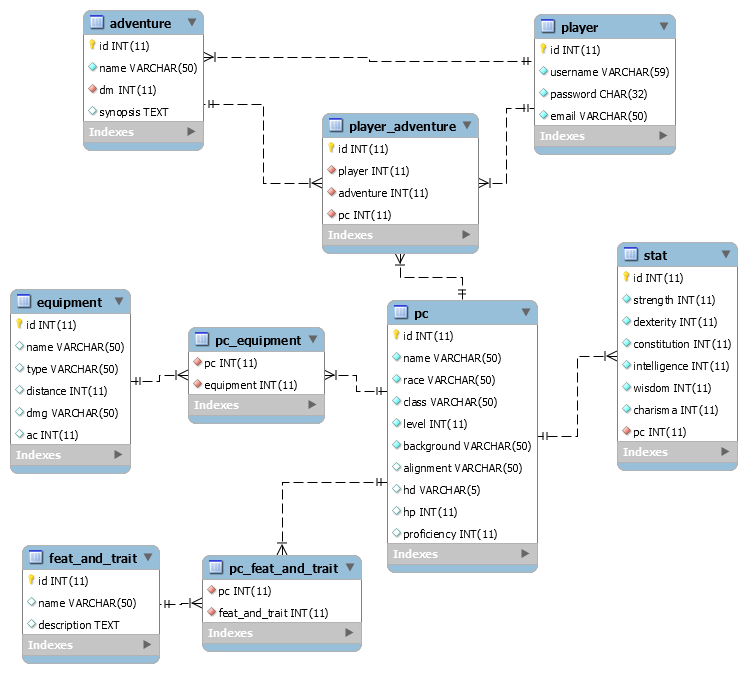 adventure
id INT(11)
name VARCHAR(50)
dm INT(11)
synopsis TEXT
Indexes
player
id INT(11)
username VARCHAR(59)
password CHAR(32)
email VARCHAR(50)
Indexes
player_adventure
id INT(11)
player INT(11)
adventure INT(11)
pc INT(11)
Indexes
stat
id INT(11)
strength INT(11)
dexterity INT(11)
constitution INT(11)
intelligence INT(11)
wisdom INT(11)
charisma INT(11)
pc INT(11)
Indexes
equipment
id INT(11)
name VARCHAR(50)
type VARCHAR(50)
distance INT(11)
dmg VARCHAR(50)
ac INT(11)
Indexes
pc_equipment
pc INT(11)
equipment INT(11)
Indexes
pc
id INT(11)
name VARCHAR(50)
race VARCHAR(50)
class VARCHAR(50)
level INT(11)
background VARCHAR(50)
alignment VARCHAR(50)
hd VARCHAR(5)
hp INT(11)
proficiency INT(11)
Indexes
feat_and_trait
id INT(11)
name VARCHAR(50)
description TEXT
Indexes
pc_feat_and_trait
pc INT(11)
feat_and_trait INT(11)
Indexes